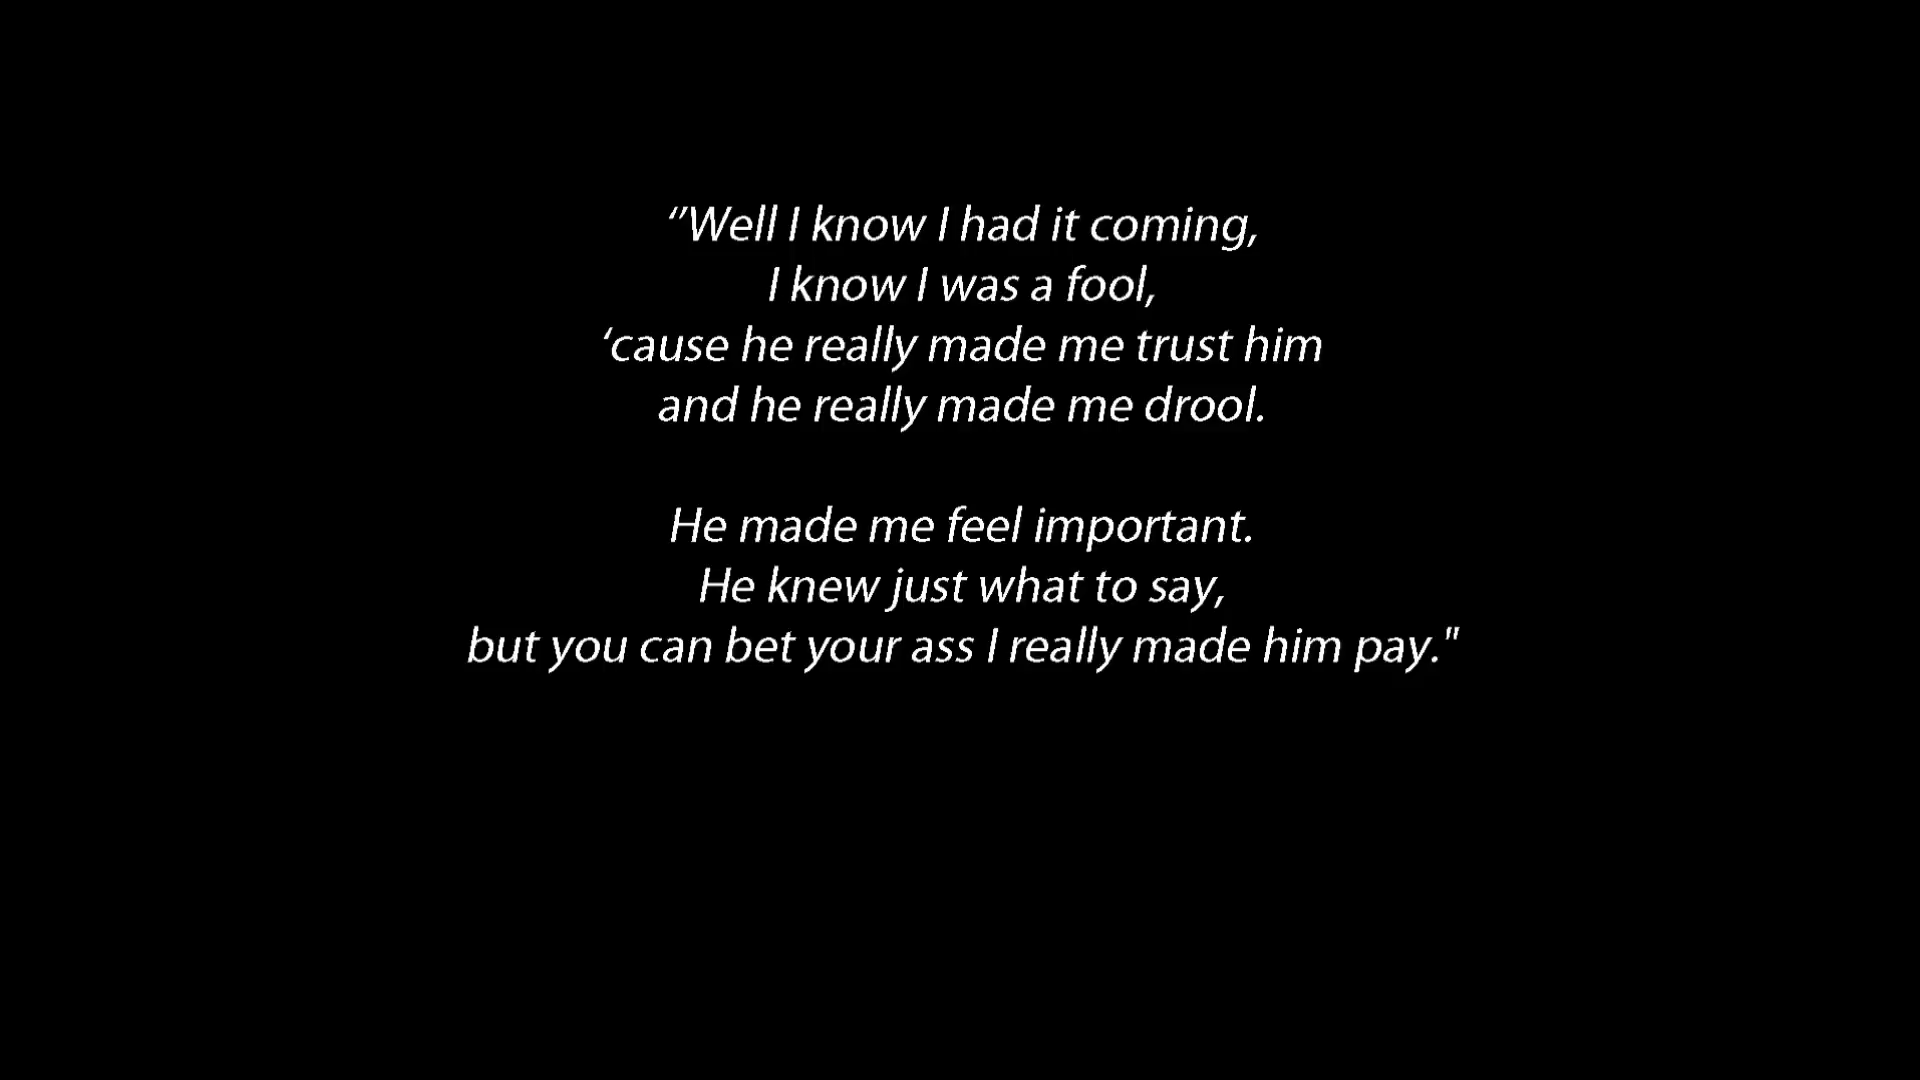 ‘’Well I know I had it coming,
I know I was a fool,
‘cause he really made me trust him
and he really made me drool.
He made me feel important.
He knew just what to say,
but you can bet your ass I really made him pay."